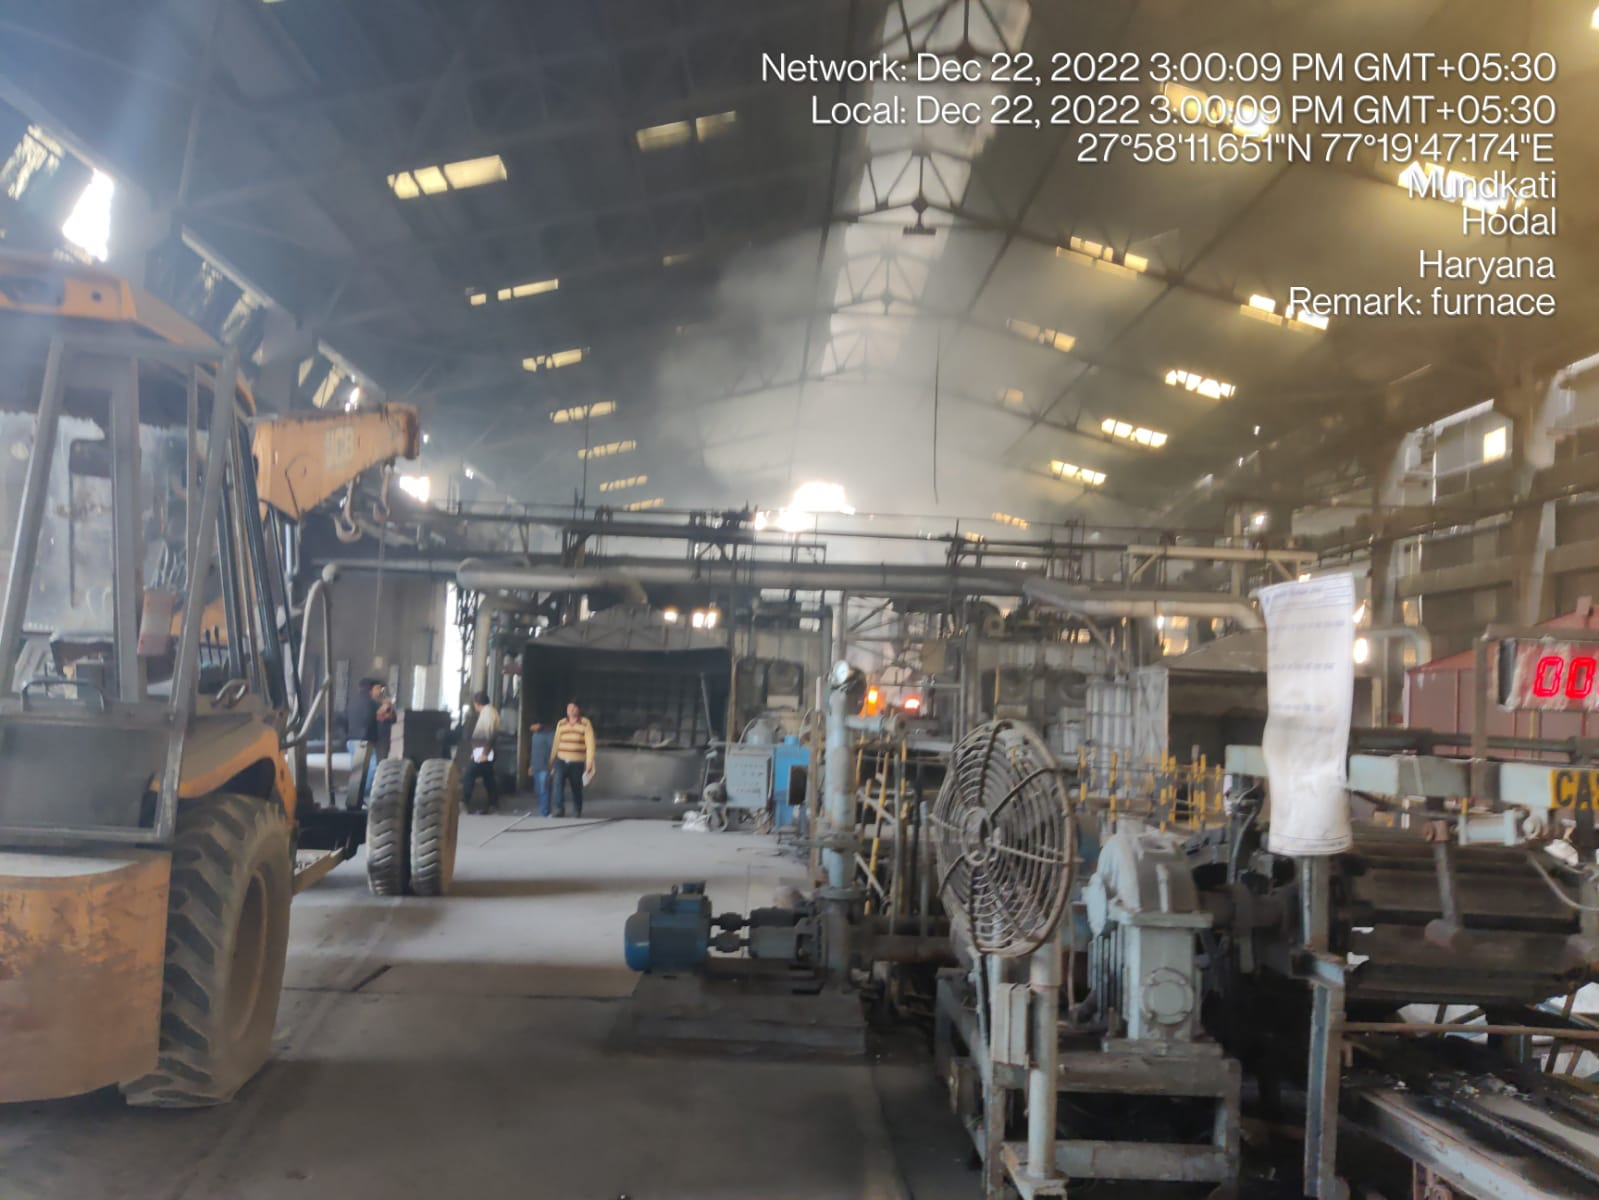 Network: Dec 22, 2022 3:00:09 PM GMT+05:30
Local: Dec 22, 2022 3:00:09 PM GMT+05:30
27°58'11.651"N 77°19'47.174"E
Mundkati
Hodal
Haryana
Remark: furnace
JCB
00
CA